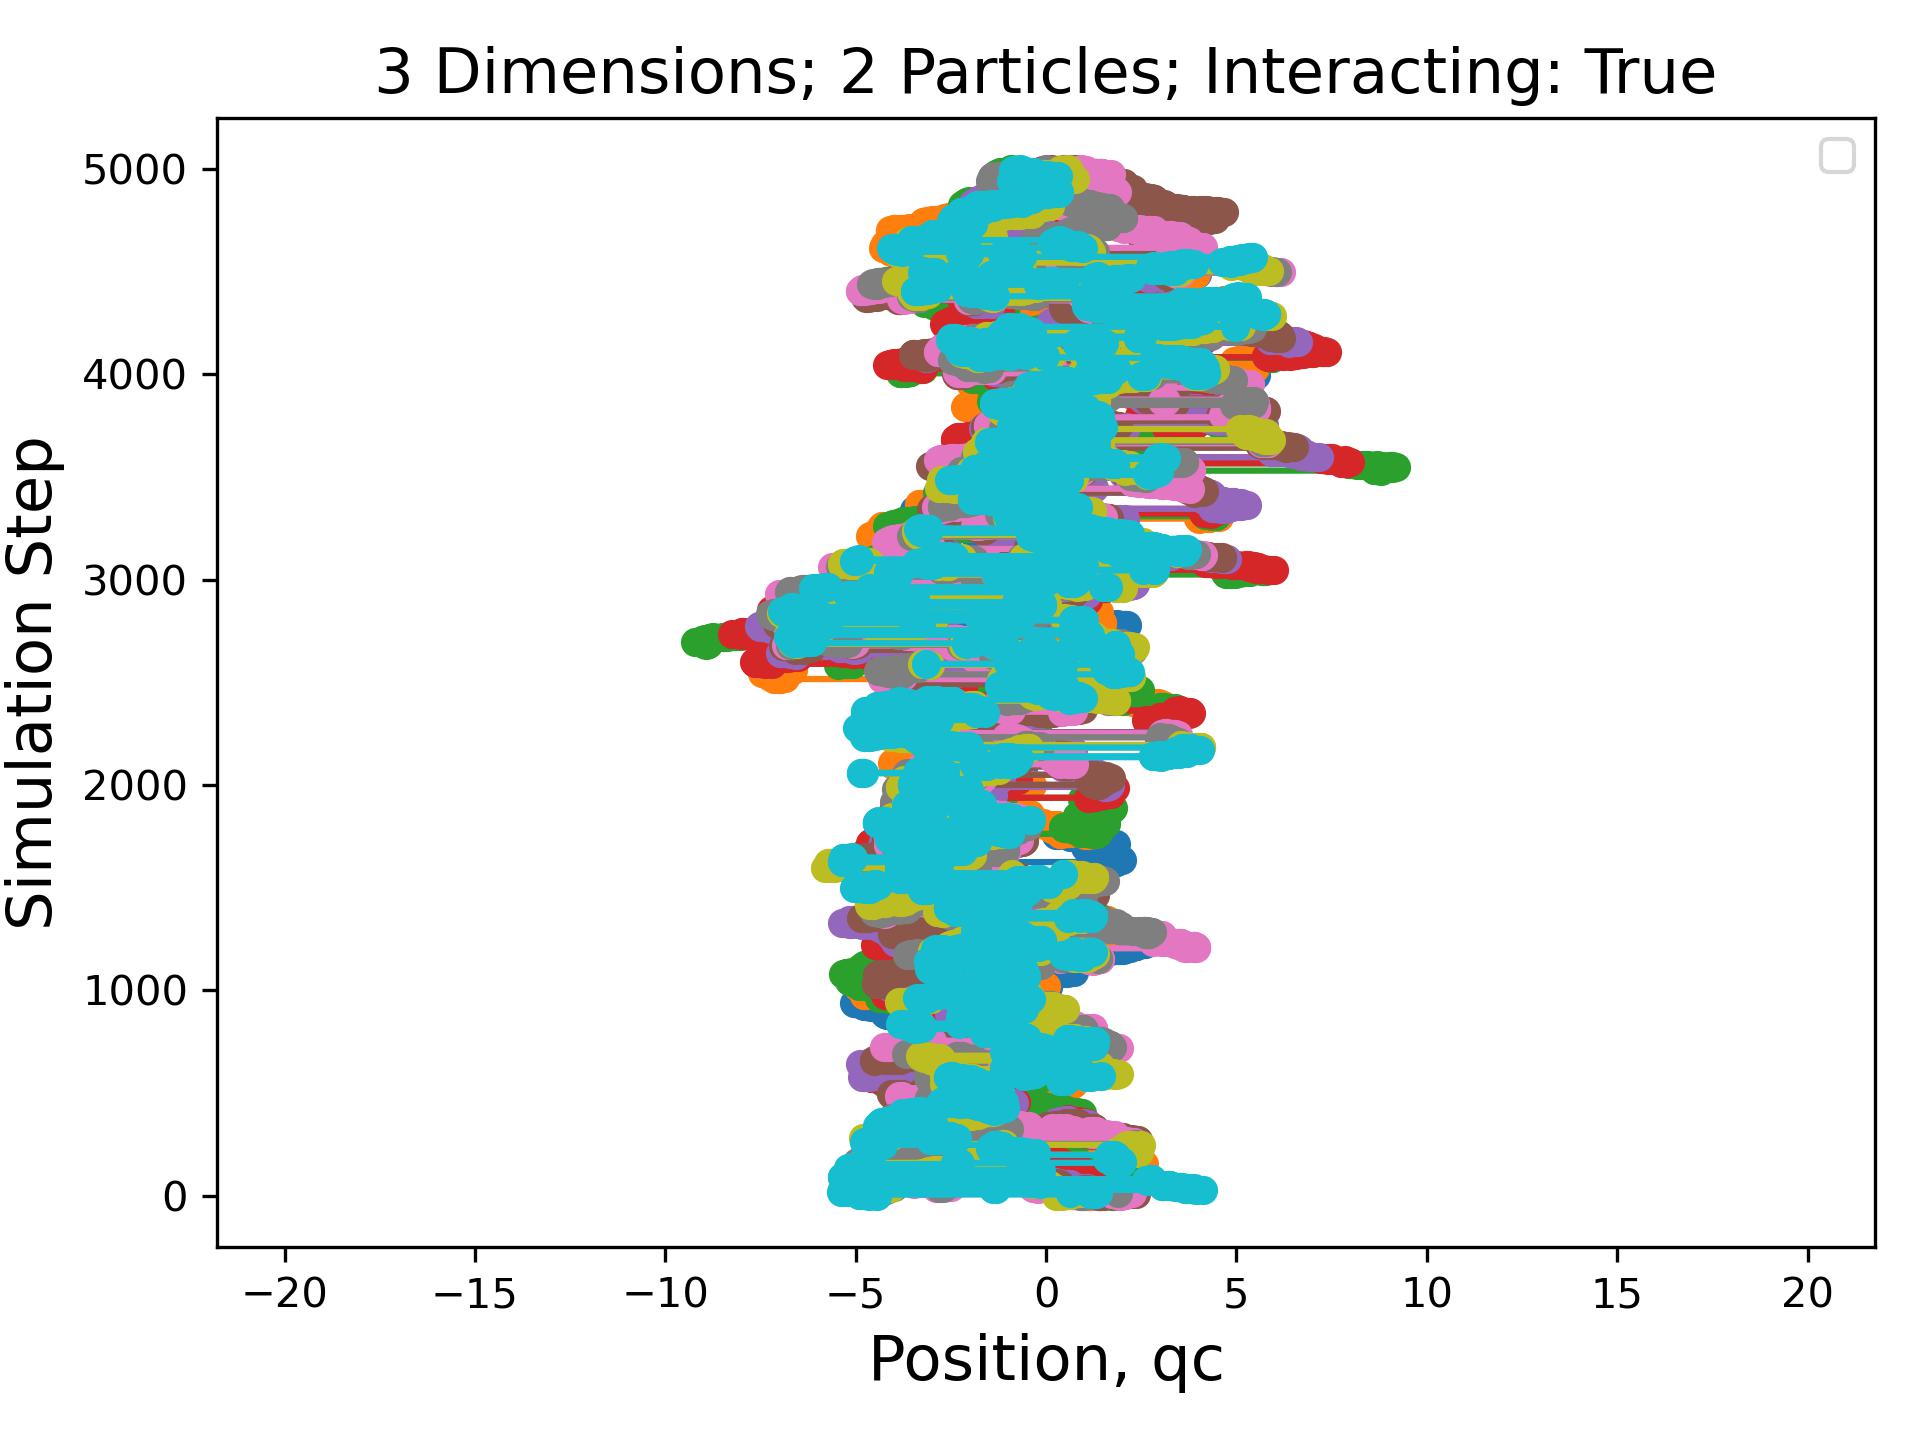 3 Dimensions; 2 Particles; Interacting: True
Simulation Step
5000
4000
3000
2000
1000
0
−20 −15 −10 −5 0 5 10 15 20
Position, qc